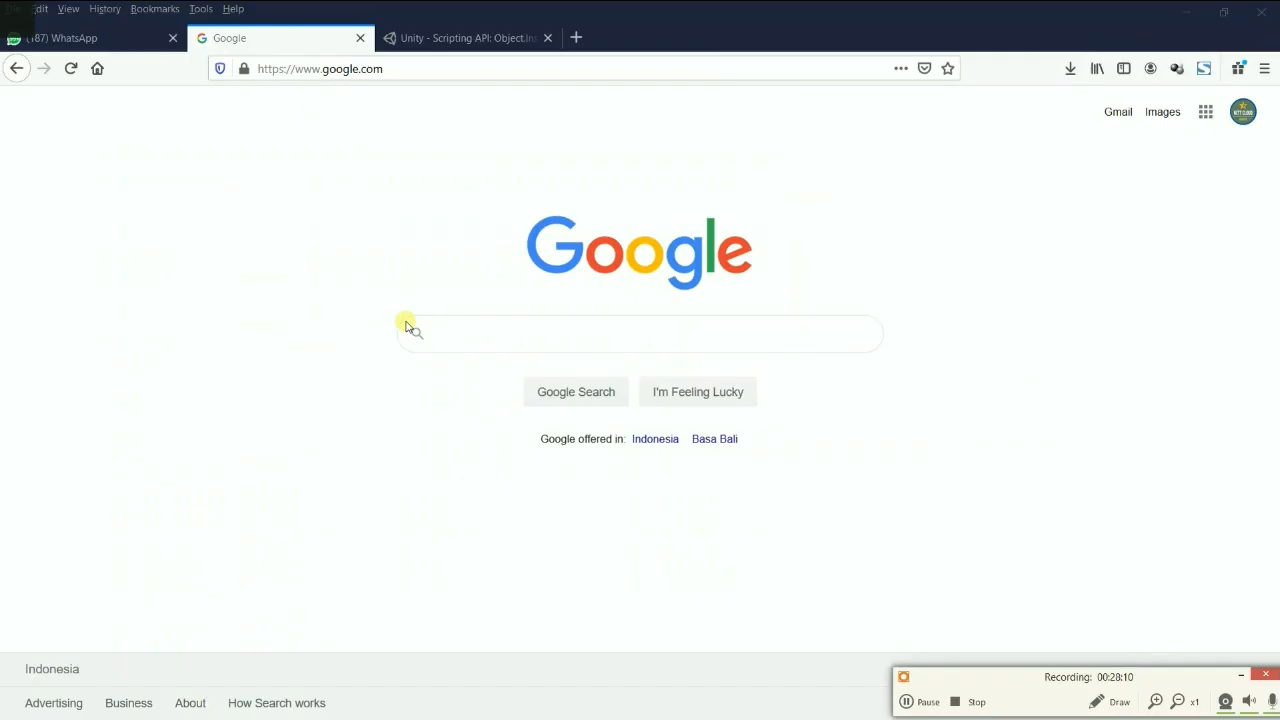 Edit View History Bookmarks Tools Help
(187) WhatsApp
Google
Unity - Scripting API: Object.Ins
https://www.google.com
Gmail Images
Google
Google Search I'm Feeling Lucky
Google offered in: Indonesia Basa Bali
Indonesia
Advertising Business About How Search works
Recording: 00:28:10
Pause Stop Draw x1